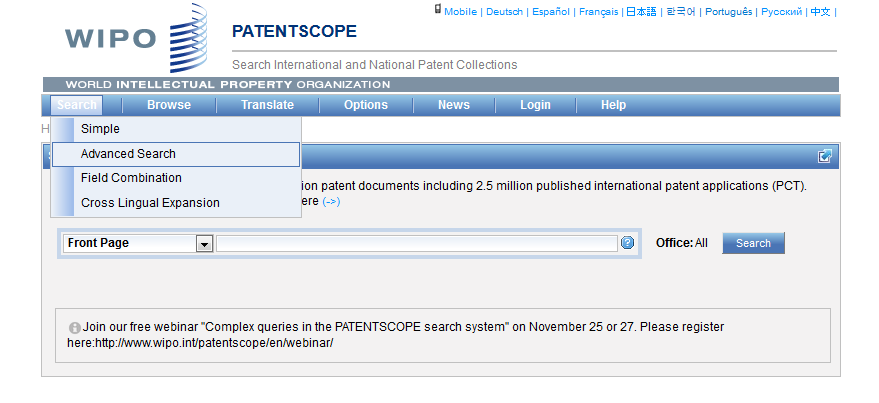 Mobile | Deutsch | Español | Français | 日本語 | 한국어 | Português | Русский | 中文 |
WIPO
PATENTSCOPE
Search International and National Patent Collections
WORLD INTELLECTUAL PROPERTY ORGANIZATION
Search Browse Translate Options News Login Help
H
Simple
Advanced Search
Field Combination
Cross Lingual Expansion
ion patent documents including 2.5 million published international patent applications (PCT).
ere (->)
Front Page ? Office: All Search
Join our free webinar "Complex queries in the PATENTSCOPE search system" on November 25 or 27. Please register
here:http://www.wipo.int/patentscope/en/webinar/